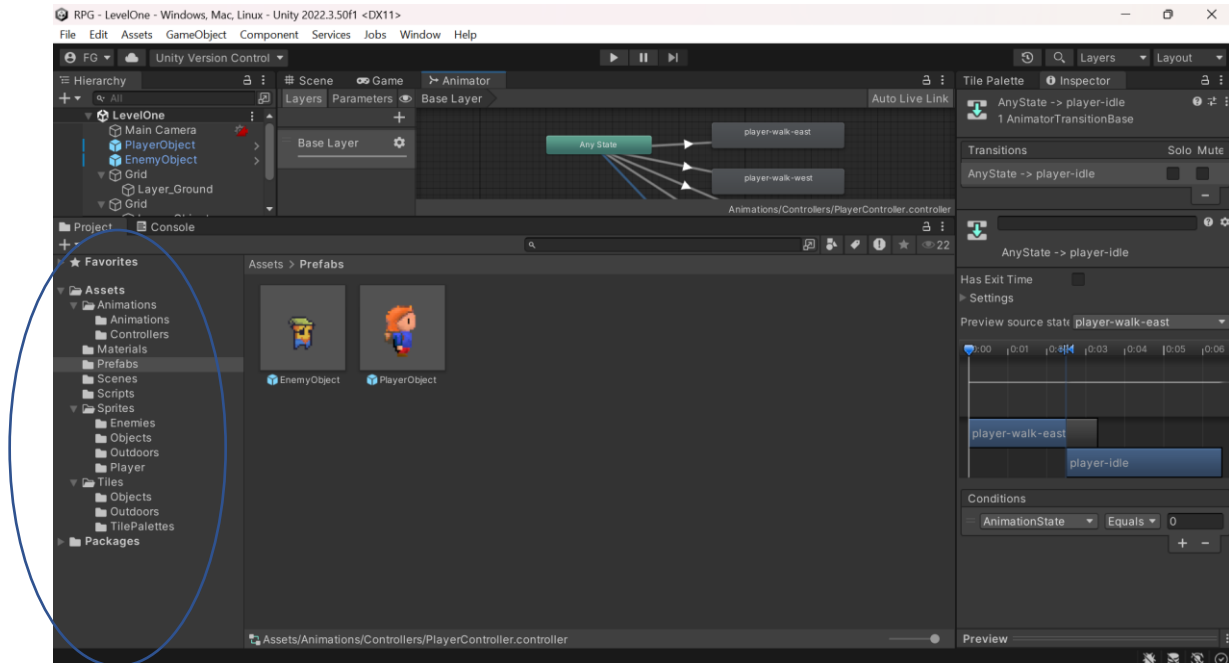 RPG - LevelOne - Windows, Mac, Linux - Unity 2022.3.50f1 <DX11>
File Edit Assets GameObject Component Services Jobs Window Help
FG Unity Version Control Layers Layout
Hierarchy
All
LevelOne
Main Camera
PlayerObject
EnemyObject
Grid
Layer_Ground
Grid
Scene Game Animator
Layers Parameters Base Layer Auto Live Link
Base Layer
Any State
player-walk-east
player-walk-west
Animations/Controllers/PlayerController.controller
Project Console
22
Favorites
Assets
Animations
Animations
Controllers
Materials
Prefabs
Scenes
Scripts
Sprites
Enemies
Objects
Outdoors
Player
Tiles
Objects
Outdoors
TilePalettes
Packages
Assets > Prefabs
EnemyObject PlayerObject
Assets/Animations/Controllers/PlayerController.controller
Tile Palette Inspector
AnyState -> player-idle
1 AnimatorTransitionBase
Transitions Solo Mute
AnyState -> player-idle
AnyState -> player-idle
Has Exit Time
Settings
Preview source state player-walk-east
0:00 0:01 0:03 0:04 0:05 0:06
player-walk-east
player-idle
Conditions
AnimationState Equals 0
+ -
Preview